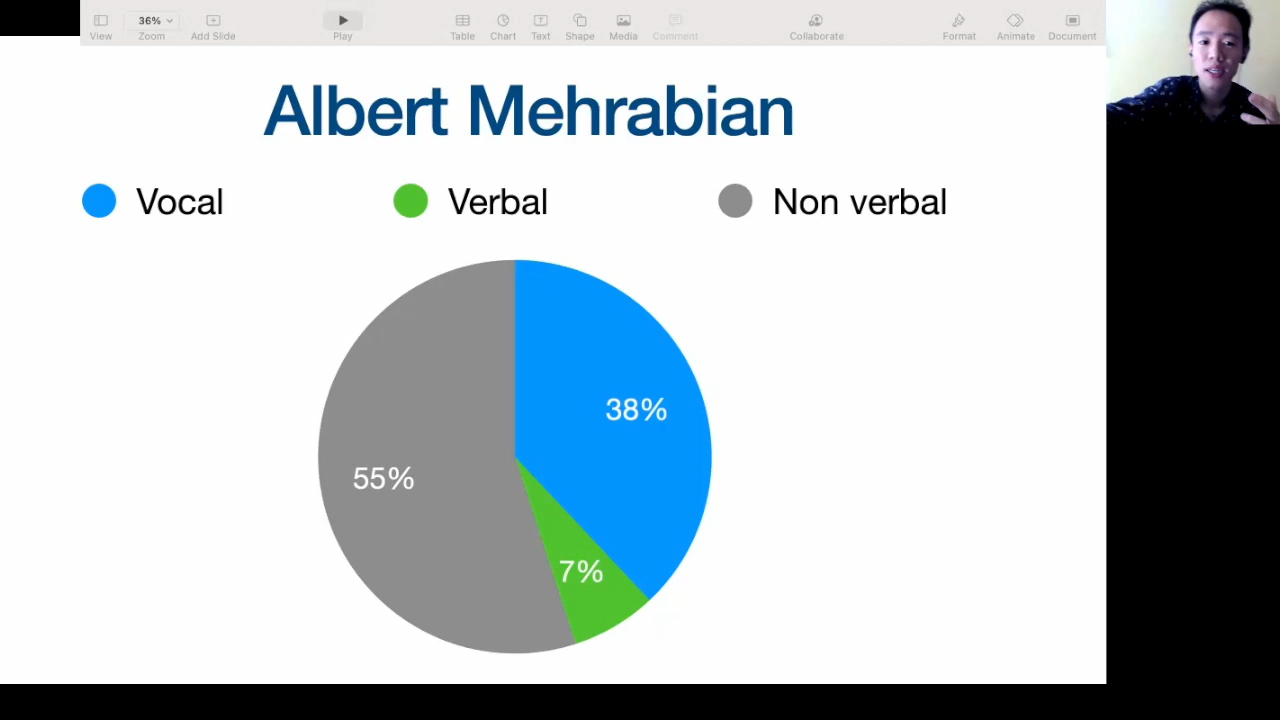 36%
View Zoom Add Slide Play Table Chart Text Shape Media Comment Collaborate Format Animate Document
Albert Mehrabian
Vocal Verbal Non verbal
38%
55%
7%